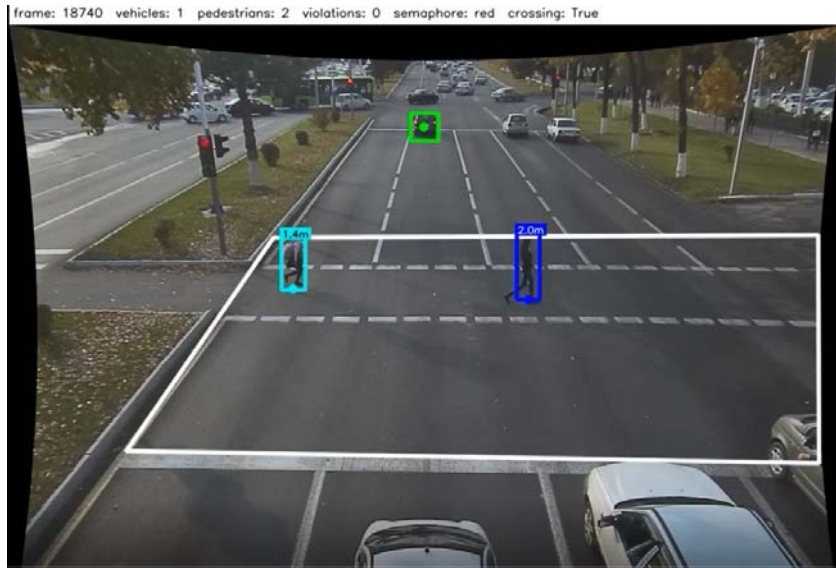 frame: 18740 vehicles: 1 pedestrians: 2 violations: 0 semaphore: red crossing: True
1.4m
2.0m